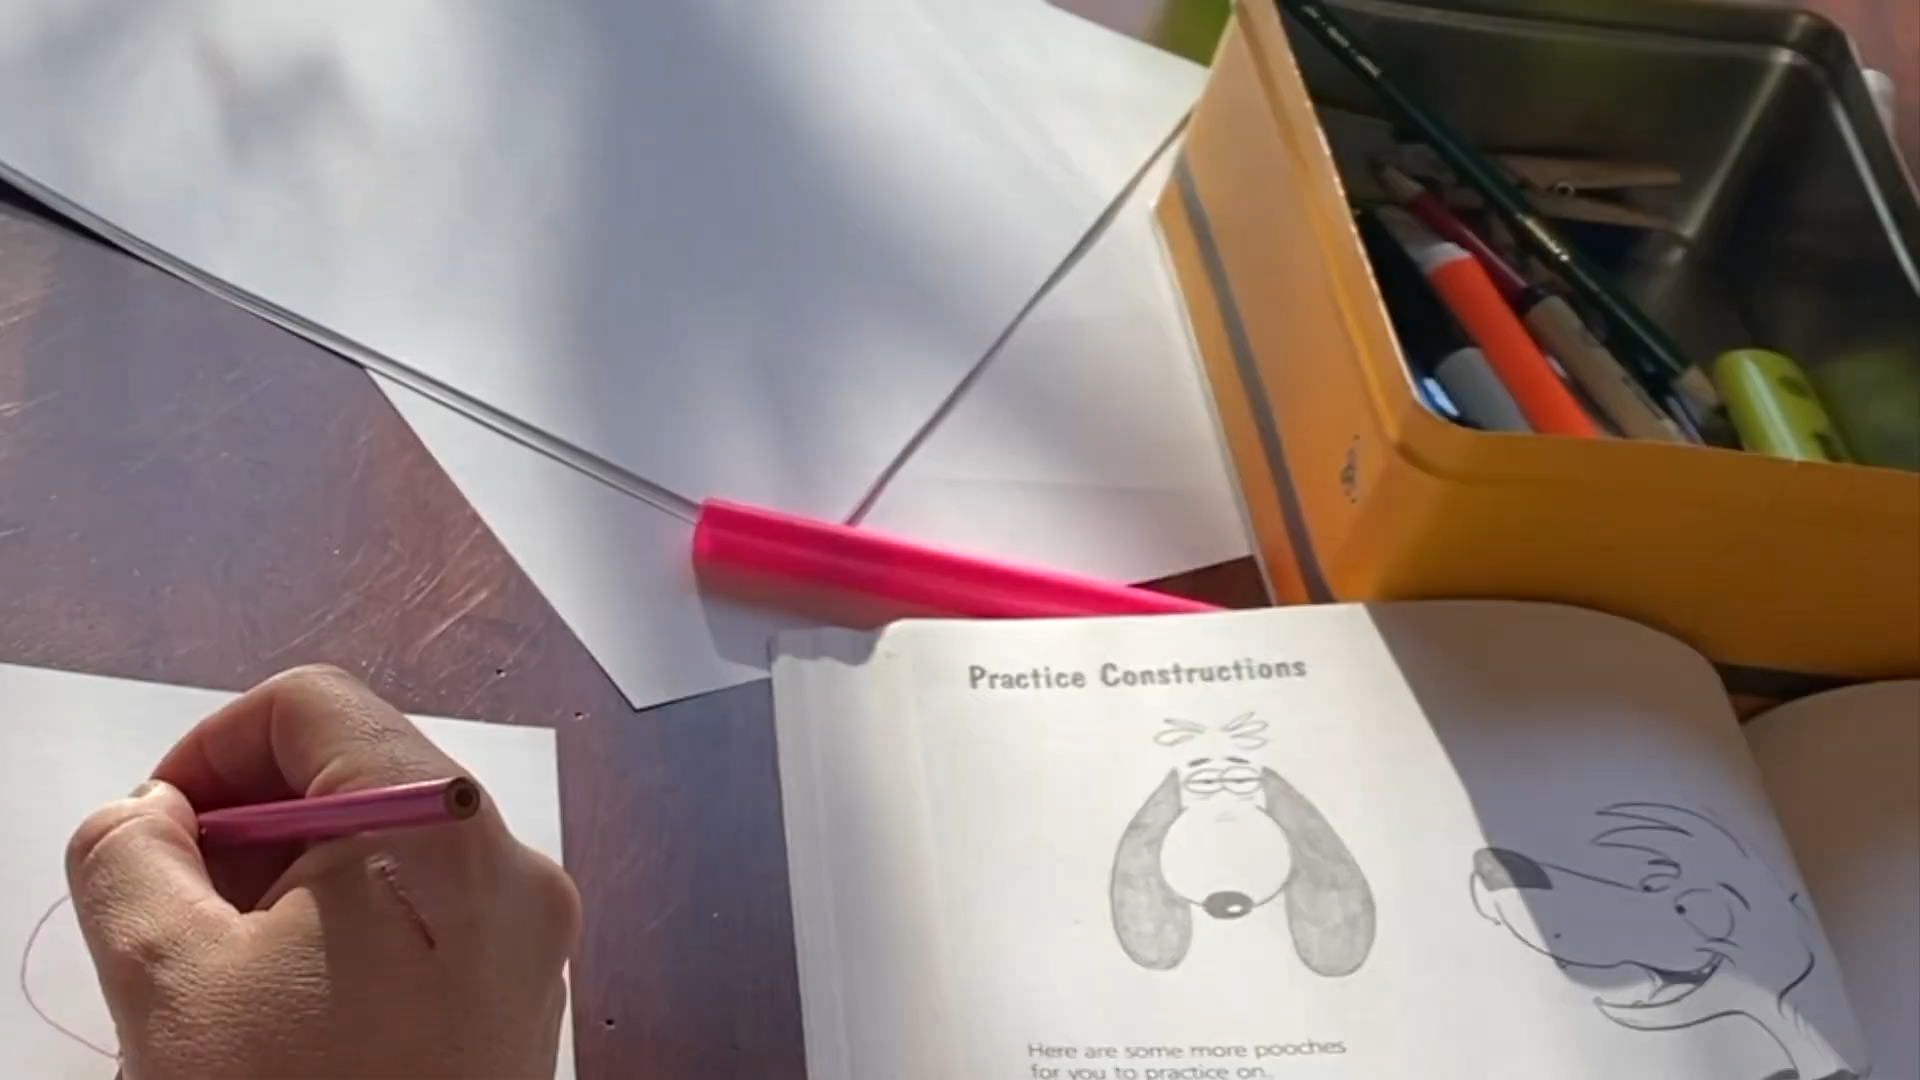 Practice Constructions
Here are some more pooches
for you to practice on.